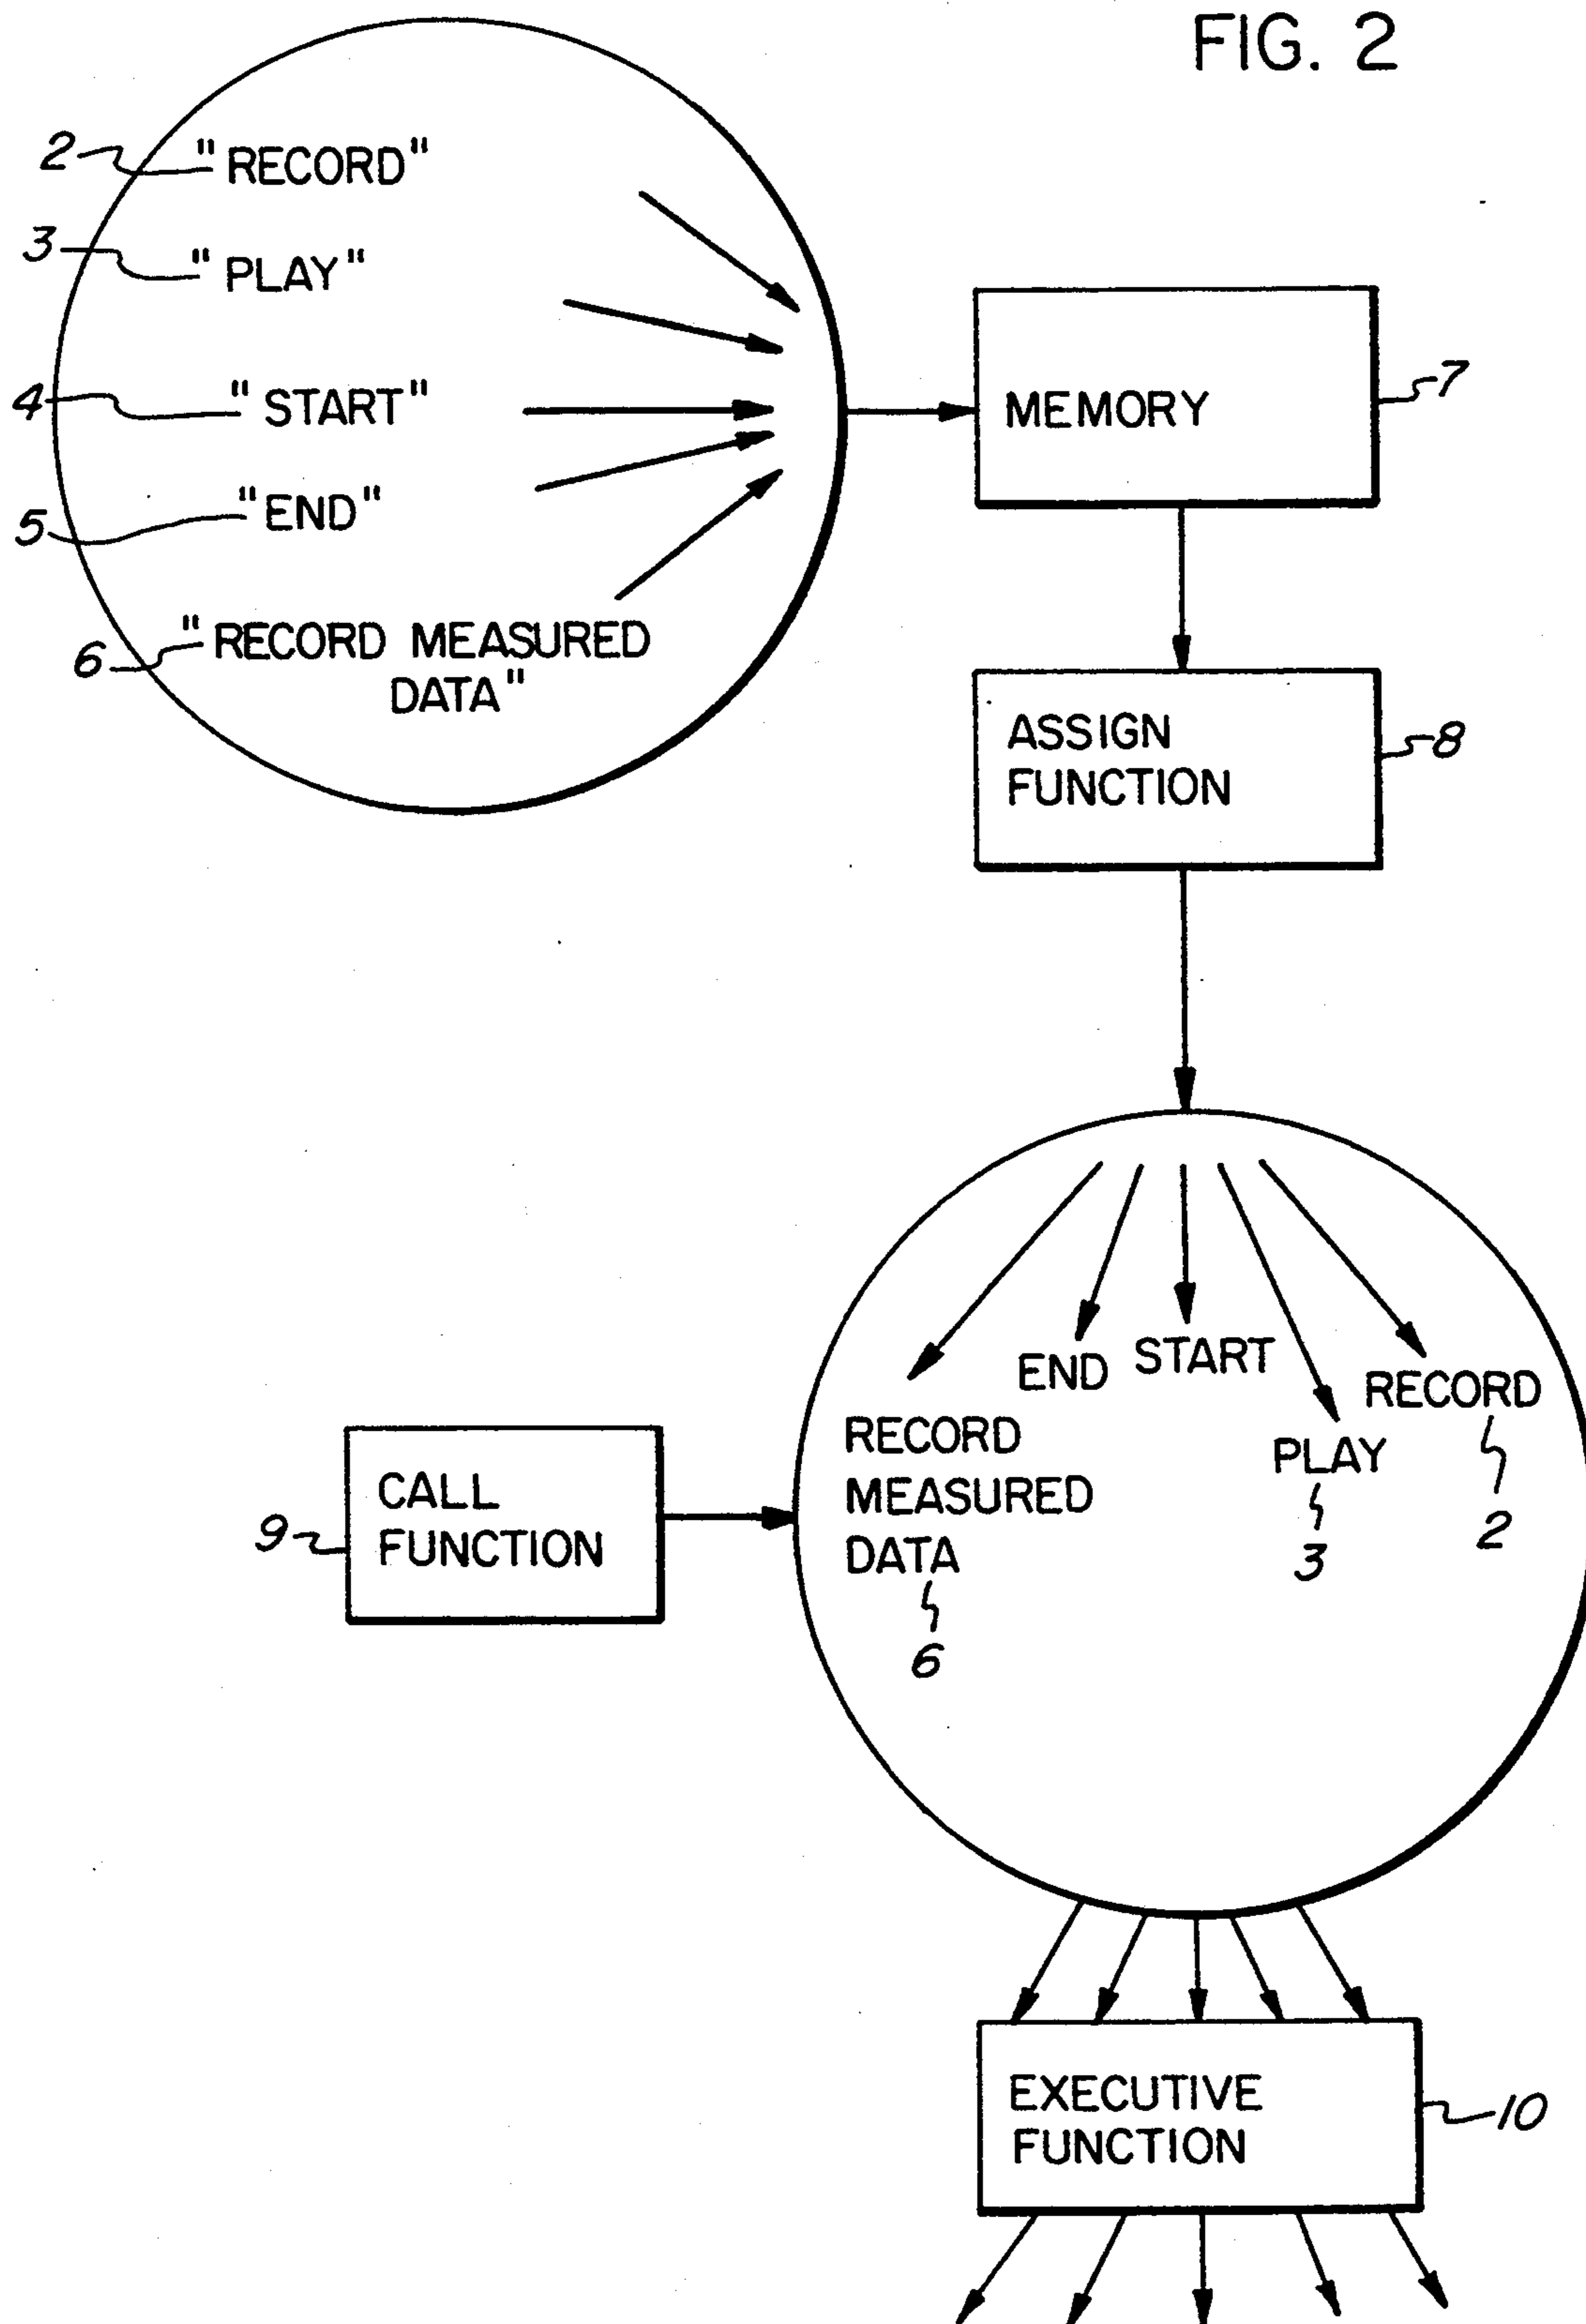 FIG. 2
2 "RECORD"
3 "PLAY"
4 "START"
5 "END"
6 "RECORD MEASURED
DATA"
MEMORY
7
ASSIGN
FUNCTION
8
END START
RECORD
2
PLAY
3
RECORD
MEASURED
DATA
6
CALL
FUNCTION
9
EXECUTIVE
FUNCTION
10